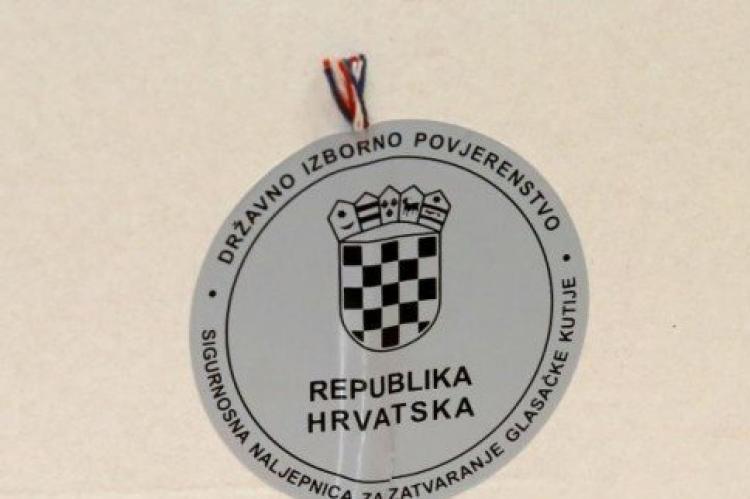 DRŽAVNO IZBORNO POVJERENSTVO
REPUBLIKA
HRVATSKA
SIGURNOSNA NALJEPNICA ZA ZATVARANJE GLASAČKE KUTIJE